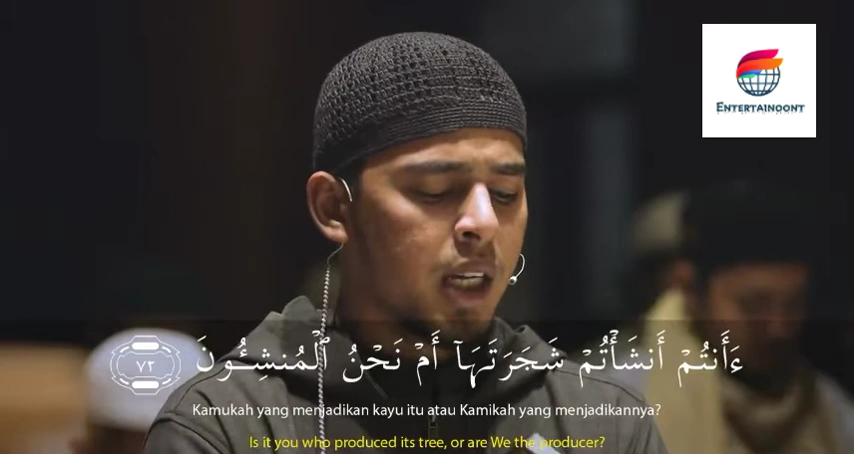 ENTERTAINOONT
ءَأَنتُمْ أَنشَأْتُمْ شَجَرَتَهَآ أَمْ نَحْنُ ٱلْمُنشِـُٔونَ ٧٢
Kamukah yang menjadikan kayu itu atau Kamikah yang menjadikannya?
Is it you who produced its tree, or are We the producer?